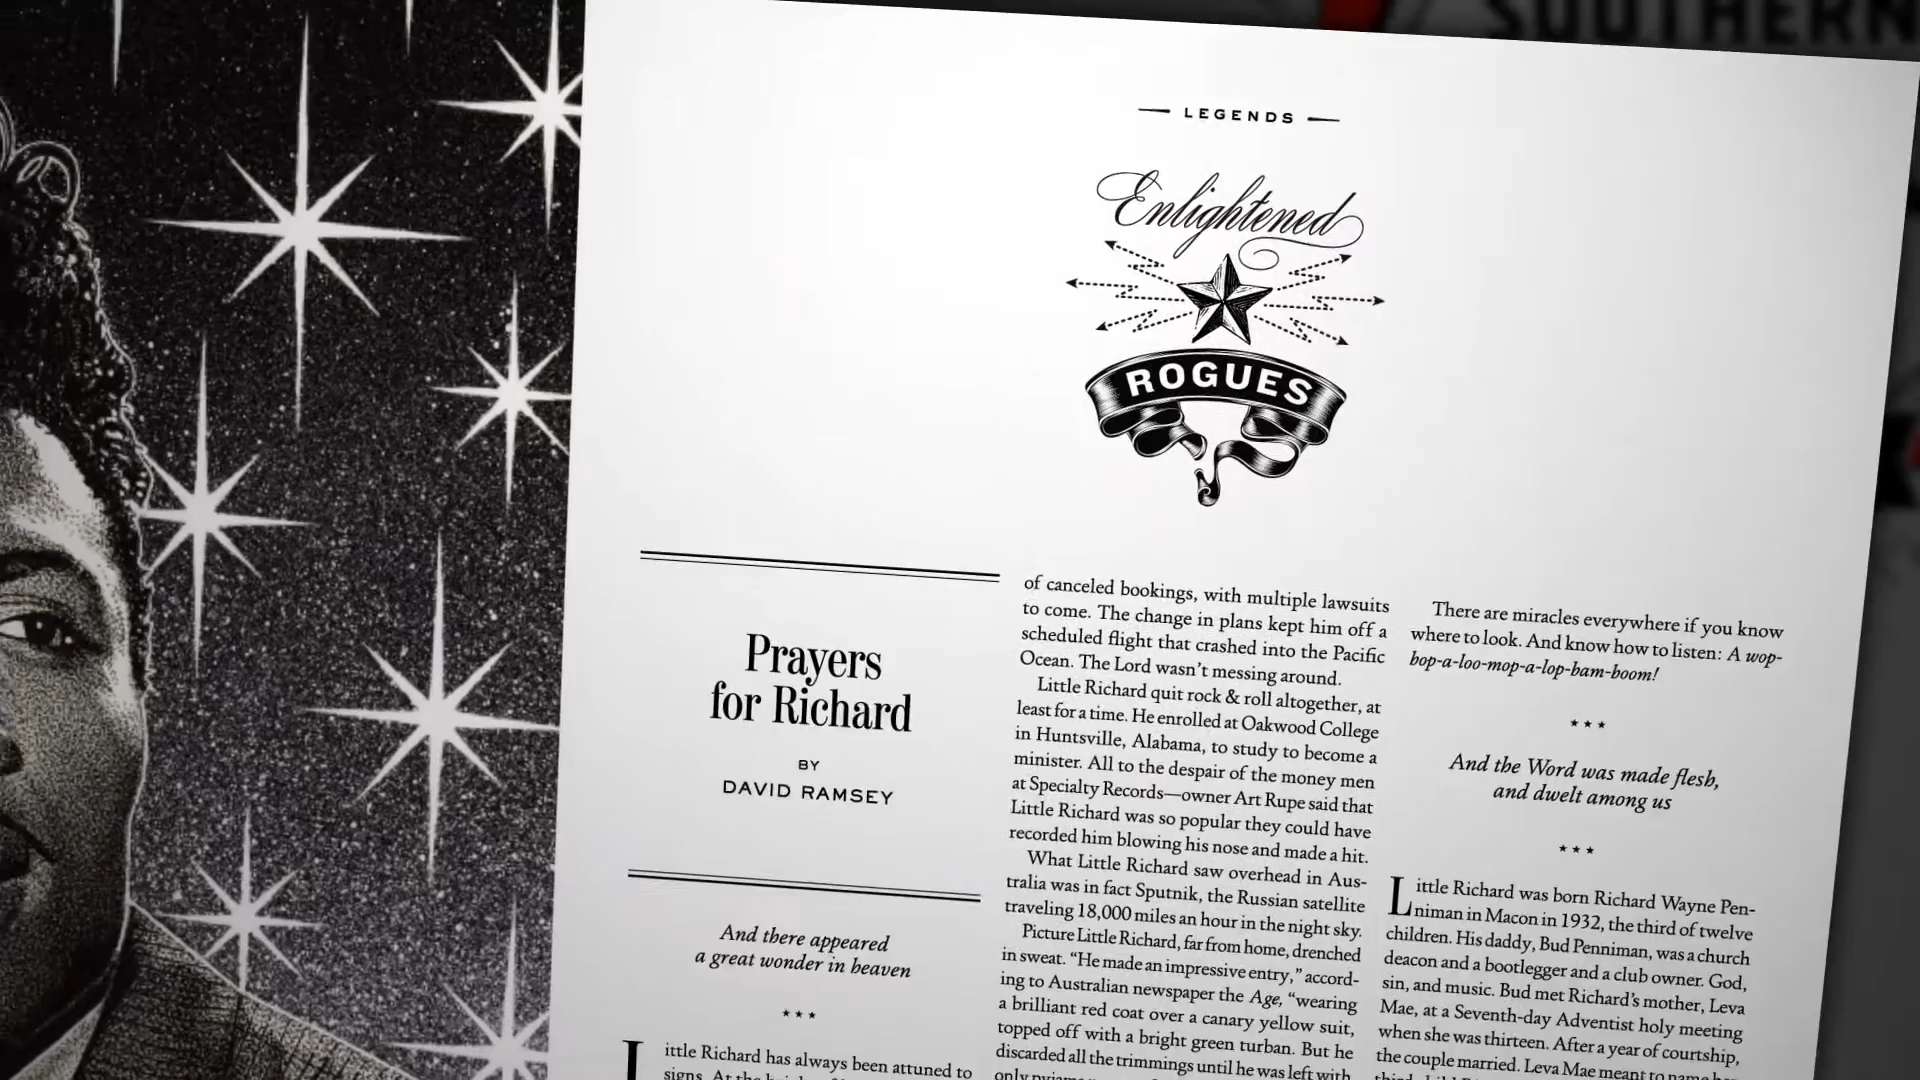 SOUTHERN
LEGENDS
Enlightened
ROGUES
Prayers
for Richard
BY
DAVID RAMSEY
And there appeared
a great wonder in heaven
★★★
Little Richard has always been attuned to
signs. At the
of canceled bookings, with multiple lawsuits
to come. The change in plans kept him off a
scheduled flight that crashed into the Pacific
Ocean. The Lord wasn’t messing around.
Little Richard quit rock & roll altogether, at
least for a time. He enrolled at Oakwood College
in Huntsville, Alabama, to study to become a
minister. All to the despair of the money men
at Specialty Records—owner Art Rupe said that
Little Richard was so popular they could have
recorded him blowing his nose and made a hit.
What Little Richard saw overhead in Aus-
tralia was in fact Sputnik, the Russian satellite
traveling 18,000 miles an hour in the night sky.
Picture Little Richard, far from home, drenched
in sweat. “He made an impressive entry,” accord-
ing to Australian newspaper the Age, “wearing
a brilliant red coat over a canary yellow suit,
topped off with a bright green turban. But he
discarded all the trimmings until he was left with
only
There are miracles everywhere if you know
where to look. And know how to listen: A wop-
bop-a-loo-mop-a-lop-bam-boom!
★★★
And the Word was made flesh,
and dwelt among us
★★★
Little Richard was born Richard Wayne Pen-
niman in Macon in 1932, the third of twelve
children. His daddy, Bud Penniman, was a church
deacon and a bootlegger and a club owner. God,
sin, and music. Bud met Richard’s mother, Leva
Mae, at a Seventh-day Adventist holy meeting
when she was thirteen. After a year of courtship,
the couple married. Leva Mae meant to name her